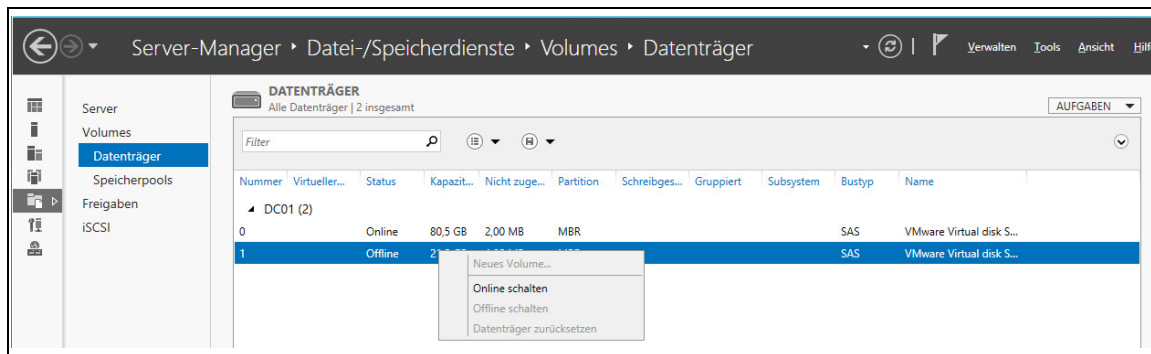 Server-Manager ‣ Datei-/Speicherdienste ‣ Volumes ‣ Datenträger
Verwalten Tools Ansicht
Server
Volumes
Datenträger
Speicherpools
Freigaben
iSCSI
DATENTRÄGER
Alle Datenträger | 2 insgesamt
AUFGABEN
Filter
Nummer Virtueller... Status Kapazit... Nicht zuge... Partition Schreibges... Gruppiert Subsystem Bustyp Name
DC01 (2)
0 Online 80,5 GB 2,00 MB MBR SAS VMware Virtual disk S...
1 Offline SAS VMware Virtual disk S...
Neues Volume...
Online schalten
Offline schalten
Datenträger zurücksetzen